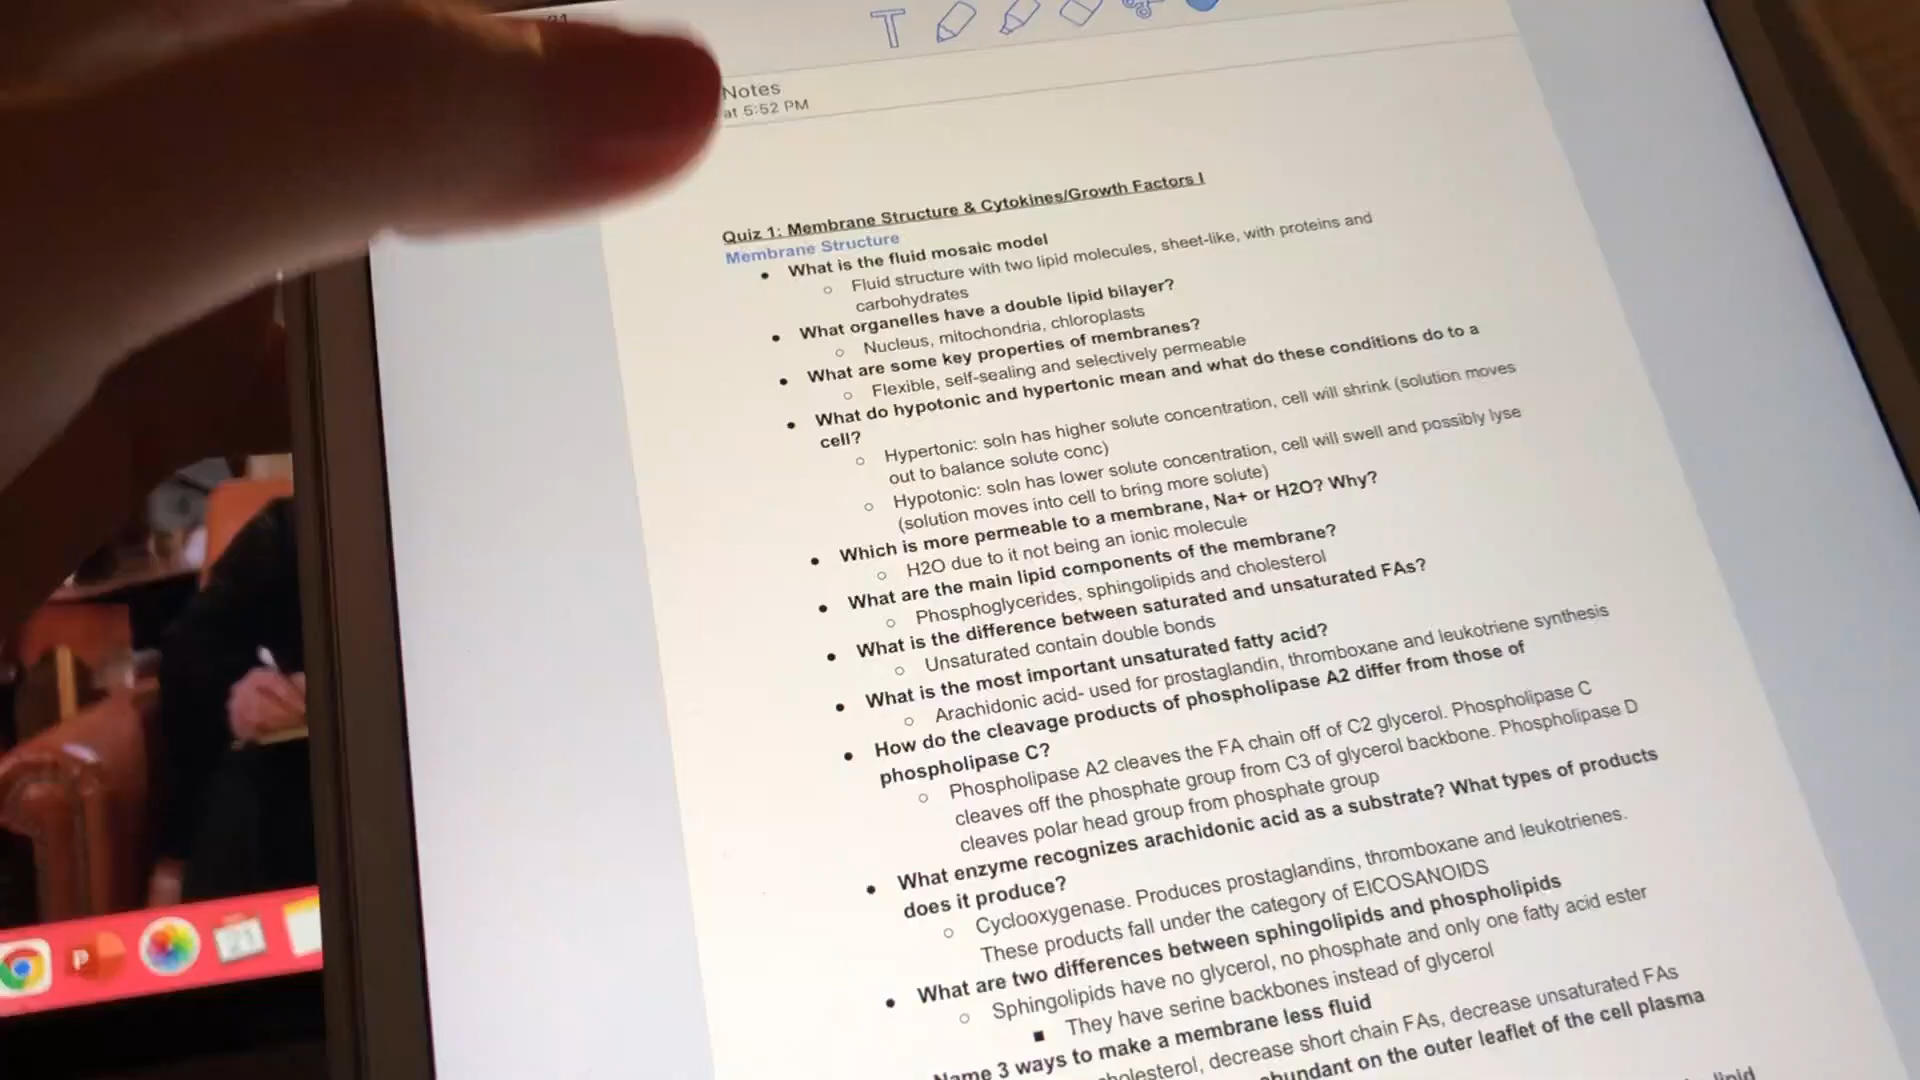 T
Notes
at 5:52 PM
Quiz 1: Membrane Structure & Cytokines/Growth Factors I
Membrane Structure
• What is the fluid mosaic model
○ Fluid structure with two lipid molecules, sheet-like, with proteins and
carbohydrates
• What organelles have a double lipid bilayer?
○ Nucleus, mitochondria, chloroplasts
• What are some key properties of membranes?
○ Flexible, self-sealing and selectively permeable
• What do hypotonic and hypertonic mean and what do these conditions do to a
cell?
○ Hypertonic: soln has higher solute concentration, cell will shrink (solution moves
out to balance solute conc)
○ Hypotonic: soln has lower solute concentration, cell will swell and possibly lyse
(solution moves into cell to bring more solute)
• Which is more permeable to a membrane, Na+ or H2O? Why?
○ H2O due to it not being an ionic molecule
• What are the main lipid components of the membrane?
○ Phosphoglycerides, sphingolipids and cholesterol
• What is the difference between saturated and unsaturated FAs?
○ Unsaturated contain double bonds
• What is the most important unsaturated fatty acid?
○ Arachidonic acid- used for prostaglandin, thromboxane and leukotriene synthesis
• How do the cleavage products of phospholipase A2 differ from those of
phospholipase C?
○ Phospholipase A2 cleaves the FA chain off of C2 glycerol. Phospholipase C
cleaves off the phosphate group from C3 of glycerol backbone. Phospholipase D
cleaves polar head group from phosphate group
• What enzyme recognizes arachidonic acid as a substrate? What types of products
does it produce?
○ Cyclooxygenase. Produces prostaglandins, thromboxane and leukotrienes.
These products fall under the category of EICOSANOIDS
• What are two differences between sphingolipids and phospholipids
○ Sphingolipids have no glycerol, no phosphate and only one fatty acid ester
■ They have serine backbones instead of glycerol
Name 3 ways to make a membrane less fluid
cholesterol, decrease short chain FAs, decrease unsaturated FAs
abundant on the outer leaflet of the cell plasma
lipid
P
21